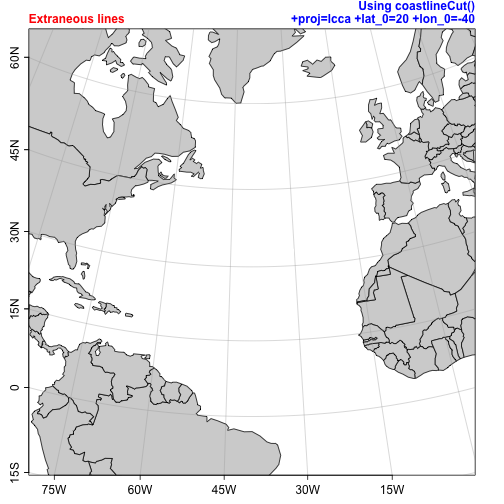 Using coastlineCut()
Extraneous lines
+proj=lcca +lat_0=20 +lon_0=-40
60N
45N
30N
15N
0
15S
75W
60W
45W
30W
15W